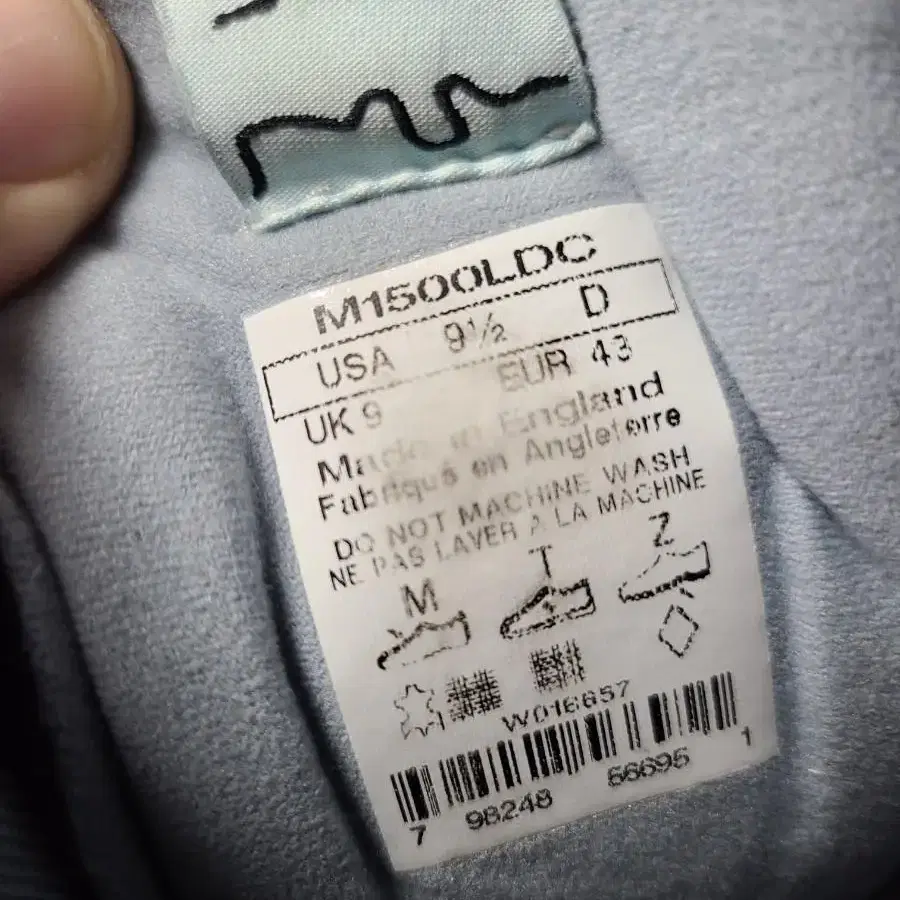 M1500LDC
USA 9½ D
UK 9 EUR 43
Made in England
Fabriqué en Angleterre
DO NOT MACHINE WASH
NE PAS LAVER A LA MACHINE
M T Z
W016657
7 98248 56695 1